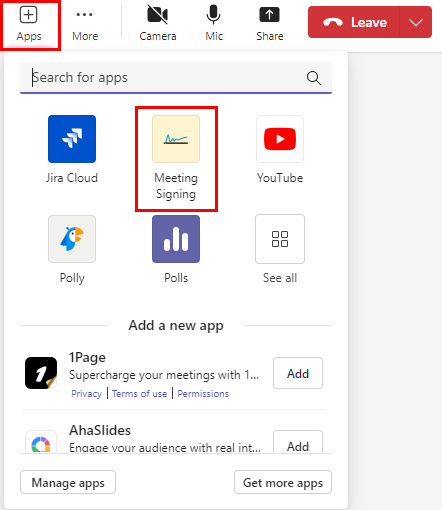 Apps
More
Camera
Mic
Share
Leave
Search for apps
Jira Cloud
Meeting
Signing
YouTube
Polly
Polls
See all
Add a new app
1Page
Supercharge your meetings with 1...
Add
Privacy | Terms of use | Permissions
AhaSlides
Engage your audience with real int...
Add
Manage apps
Get more apps